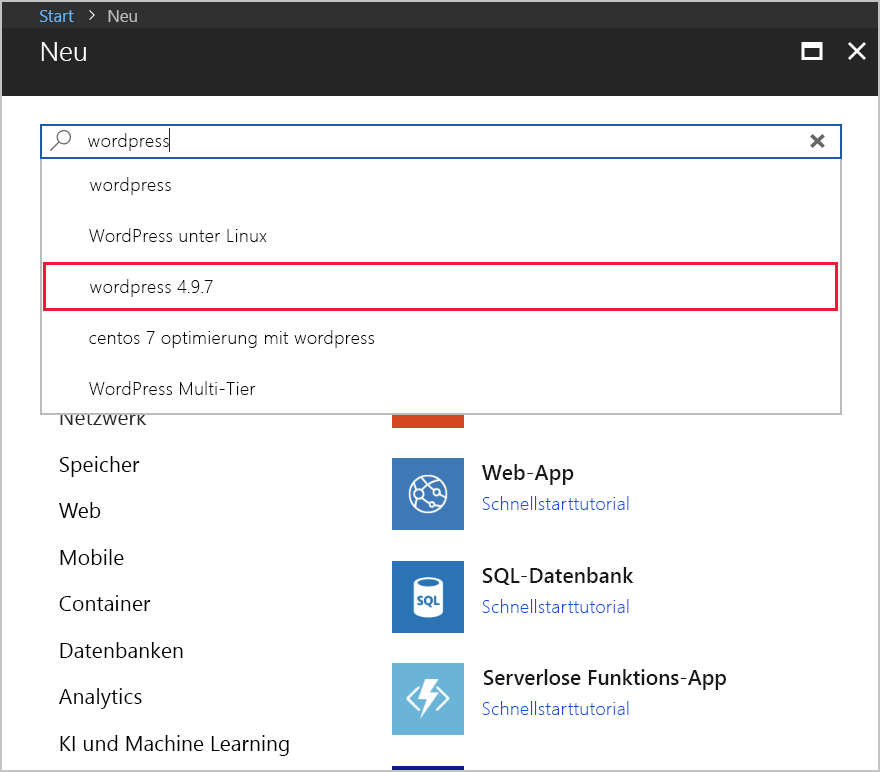 Start > Neu
Neu
wordpress
wordpress
WordPress unter Linux
wordpress 4.9.7
centos 7 optimierung mit wordpress
WordPress Multi-Tier
Netzwerk
Speicher
Web
Mobile
Container
Datenbanken
Analytics
KI und Machine Learning
Web-App
Schnellstarttutorial
SQL
SQL-Datenbank
Schnellstarttutorial
Serverlose Funktions-App
Schnellstarttutorial